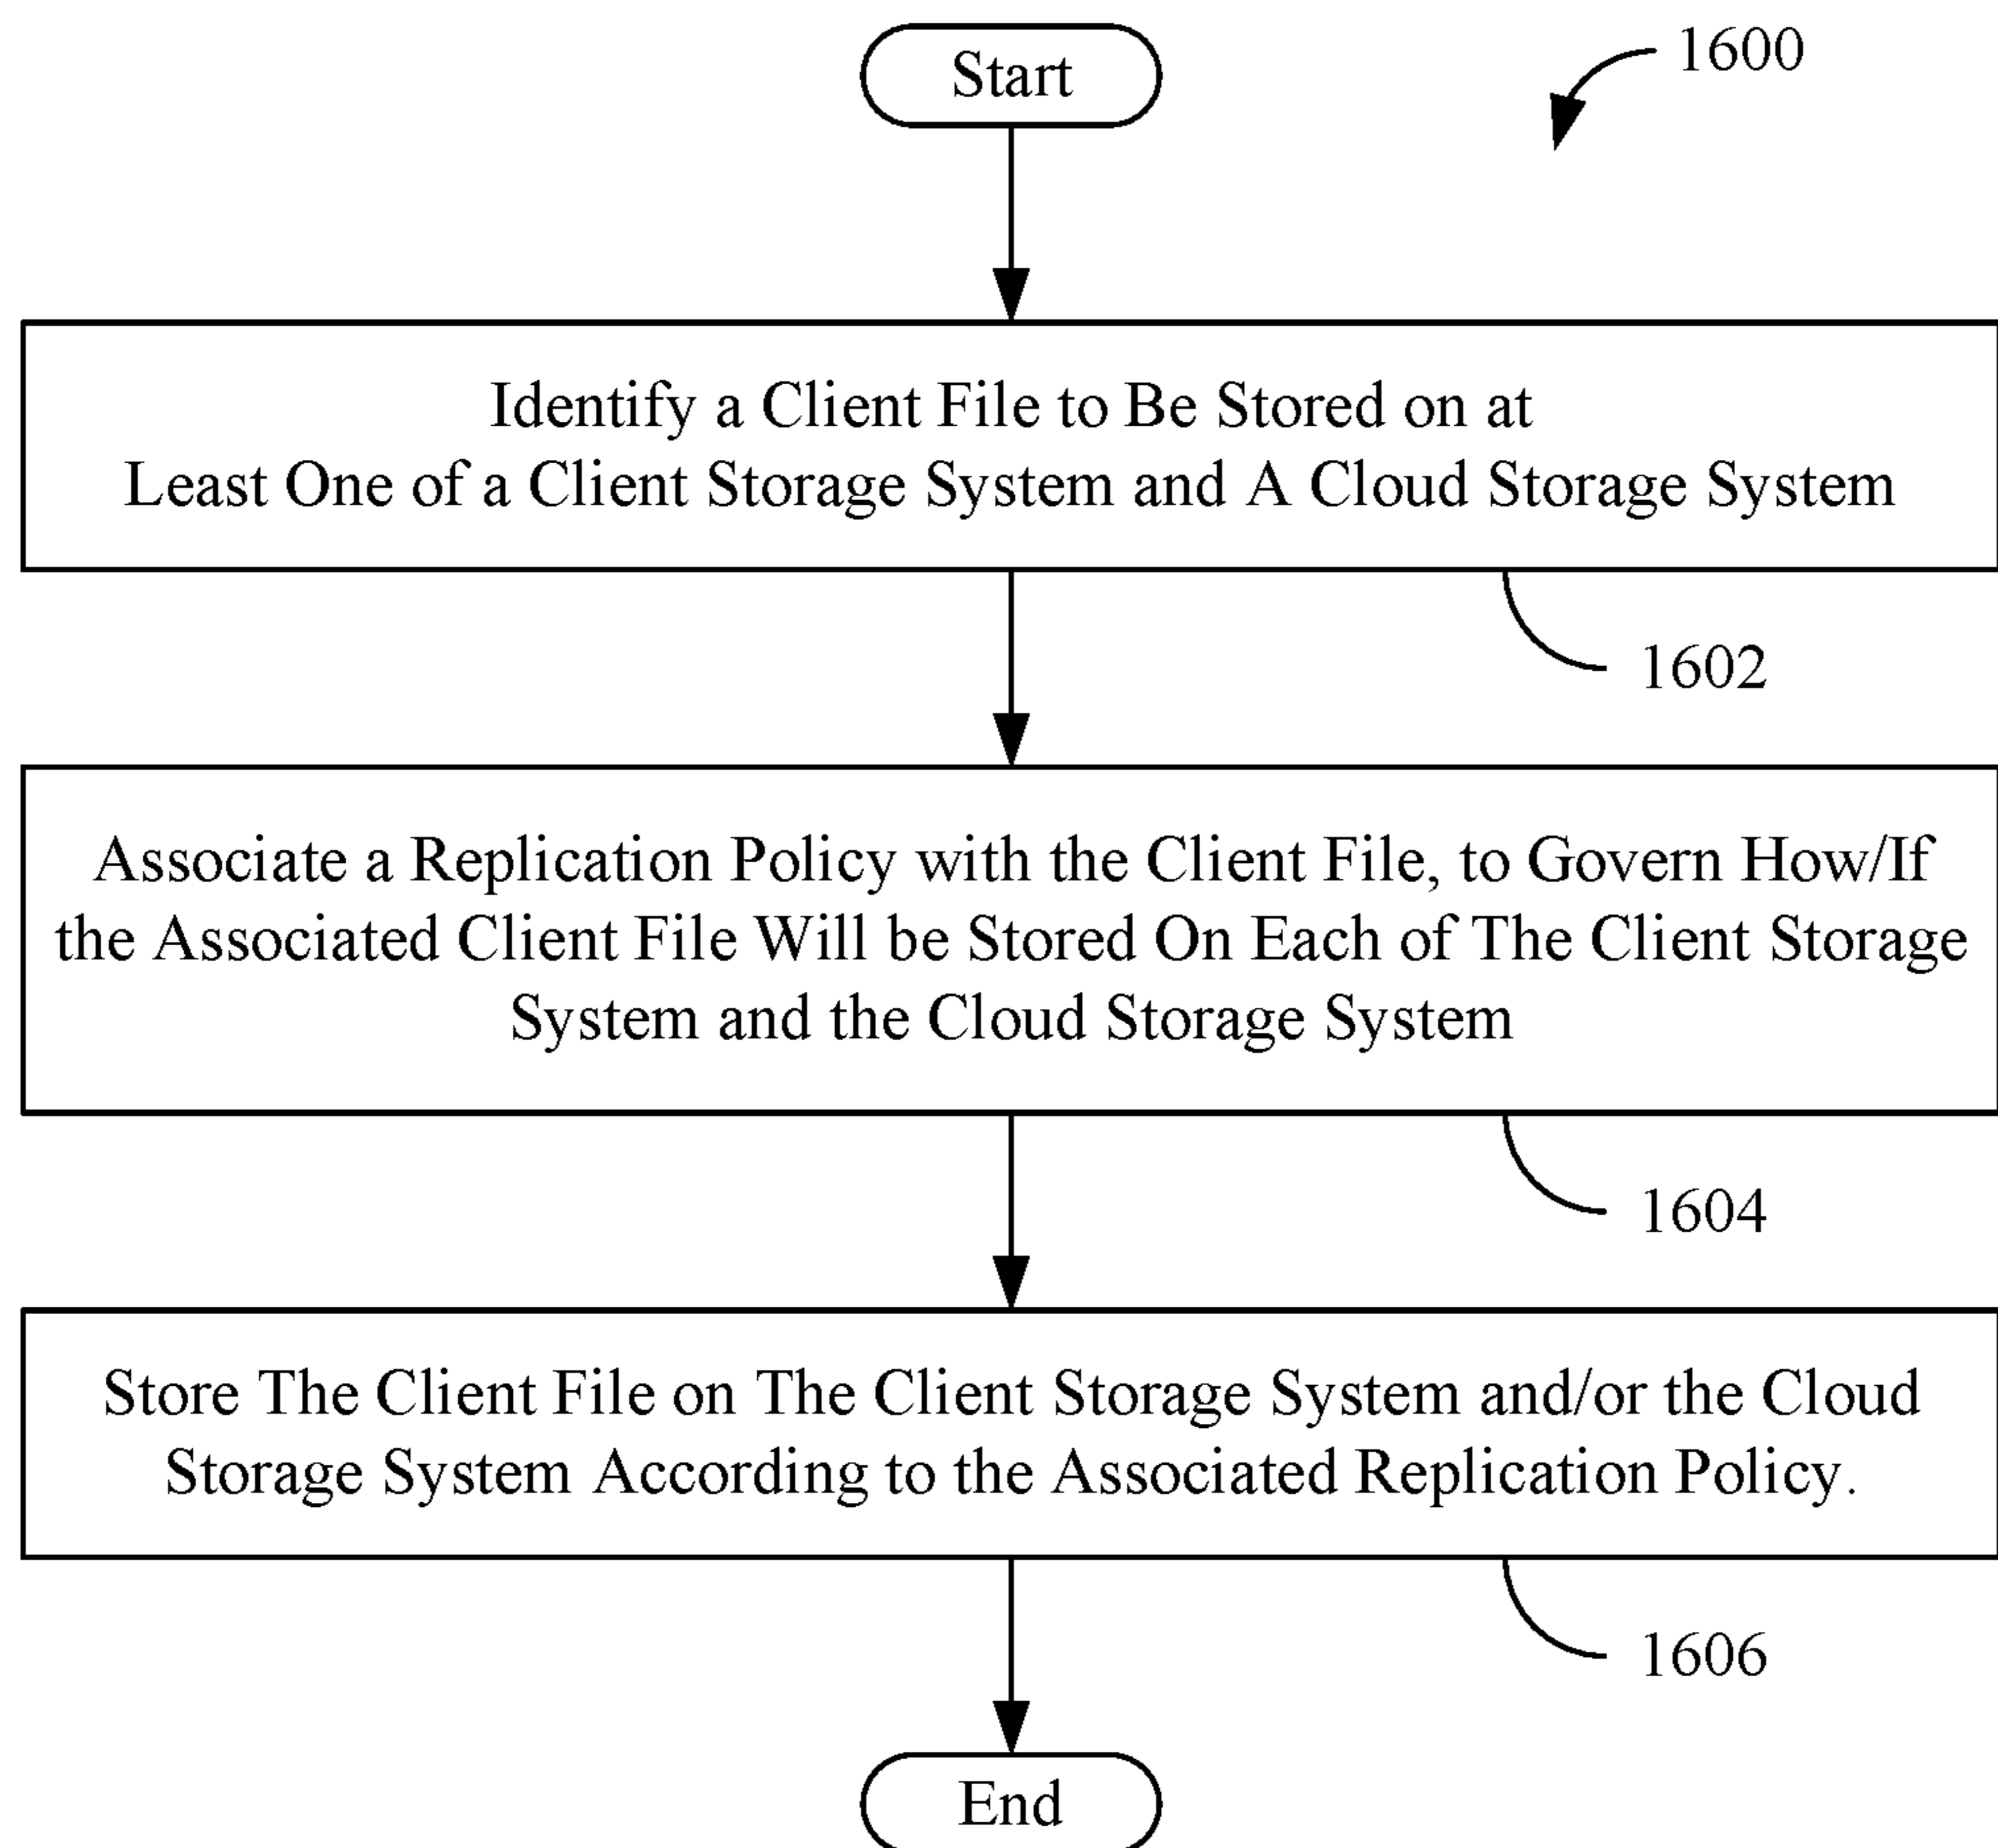 Start
1600
Identify a Client File to Be Stored on at
Least One of a Client Storage System and A Cloud Storage System
1602
Associate a Replication Policy with the Client File, to Govern How/If
the Associated Client File Will be Stored On Each of The Client Storage
System and the Cloud Storage System
1604
Store The Client File on The Client Storage System and/or the Cloud
Storage System According to the Associated Replication Policy.
1606
End